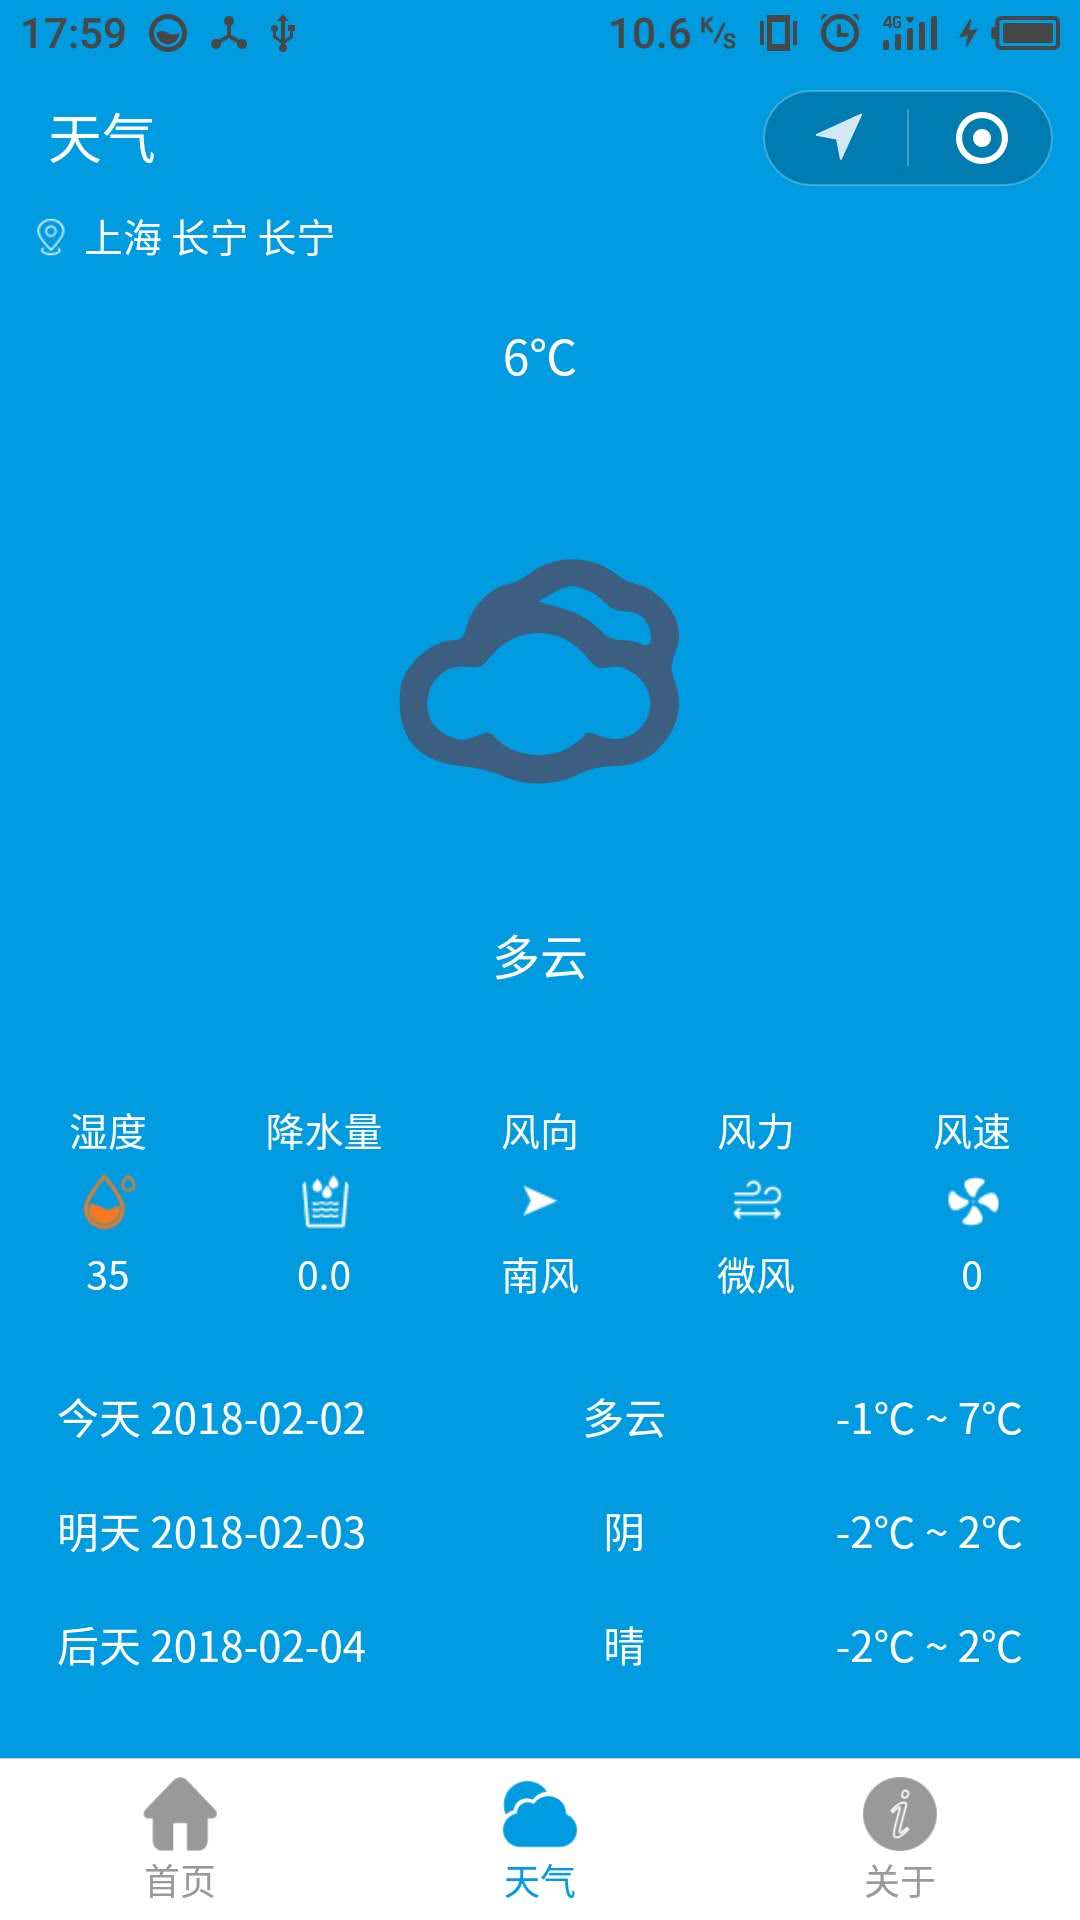 17:59 10.6 K/s 4G
天气
上海 长宁 长宁
6℃
多云
湿度 降水量 风向 风力 风速
35 0.0 南风 微风 0
今天 2018-02-02 多云 -1℃ ~ 7℃
明天 2018-02-03 阴 -2℃ ~ 2℃
后天 2018-02-04 晴 -2℃ ~ 2℃
首页 天气 关于